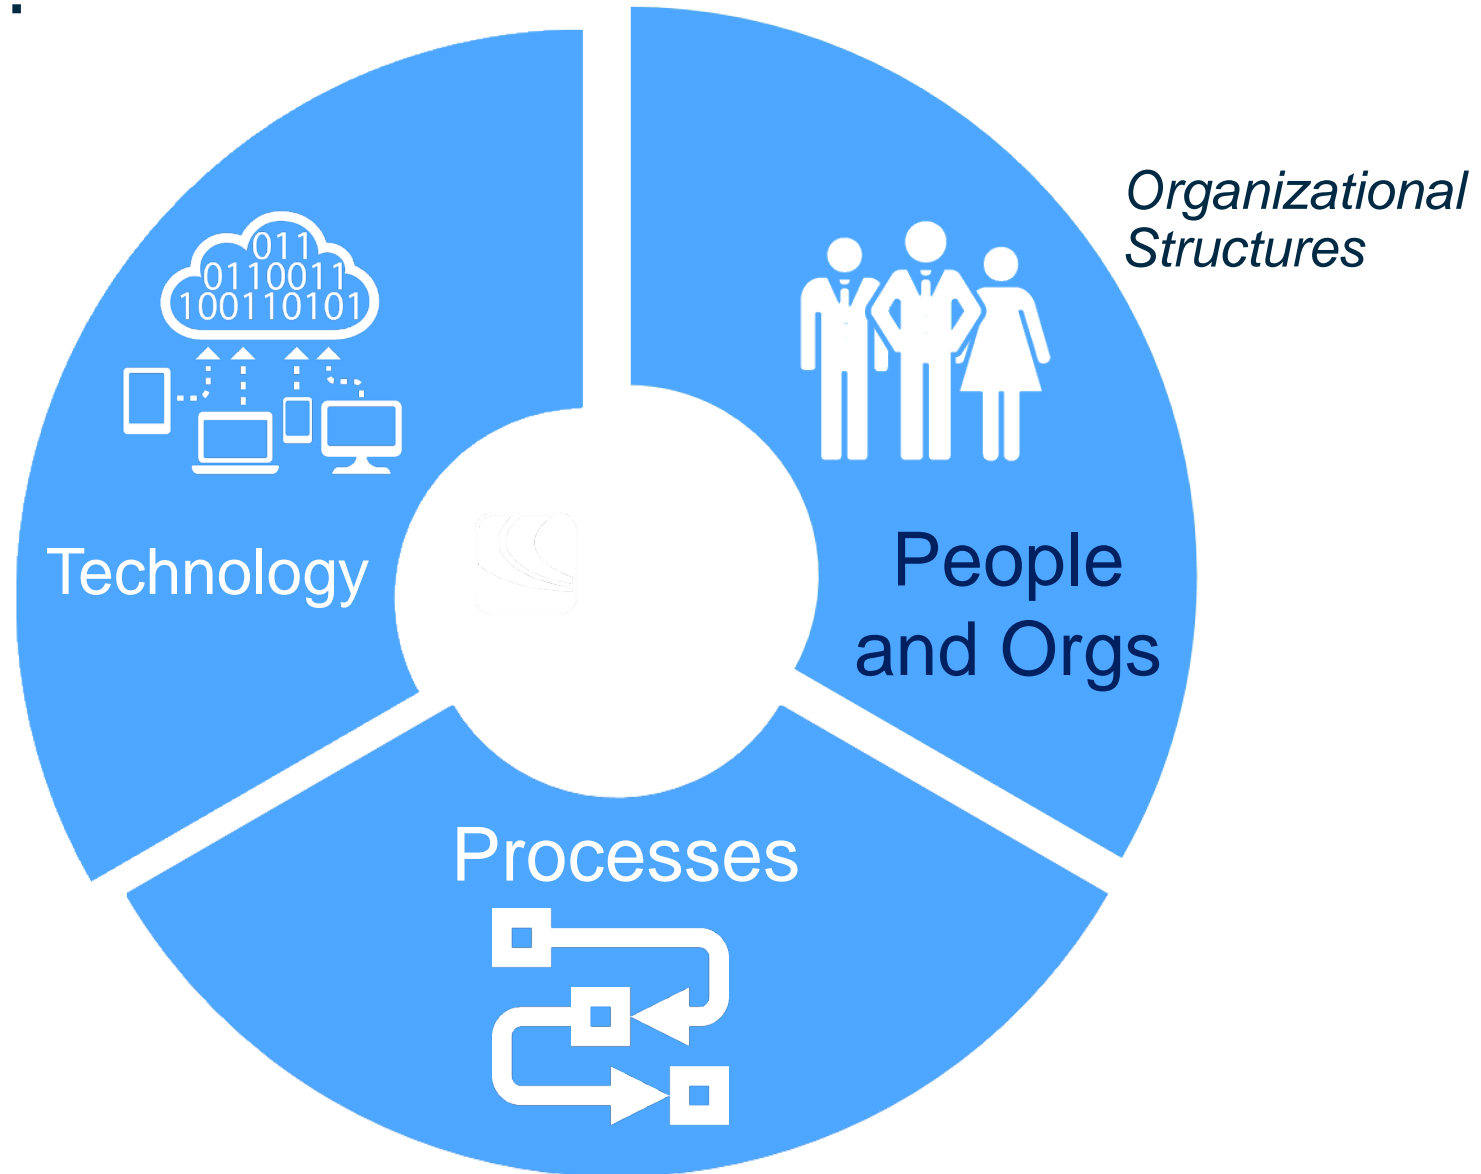 011
0110011
100110101
Technology
Organizational
Structures
People
and Orgs
Processes